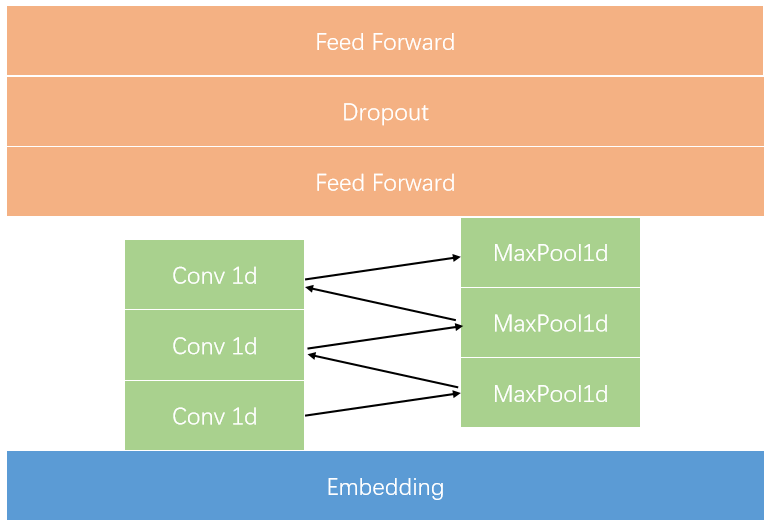 Feed Forward
Dropout
Feed Forward
MaxPool1d
Conv 1d
MaxPool1d
Conv 1d
MaxPool1d
Conv 1d
Embedding